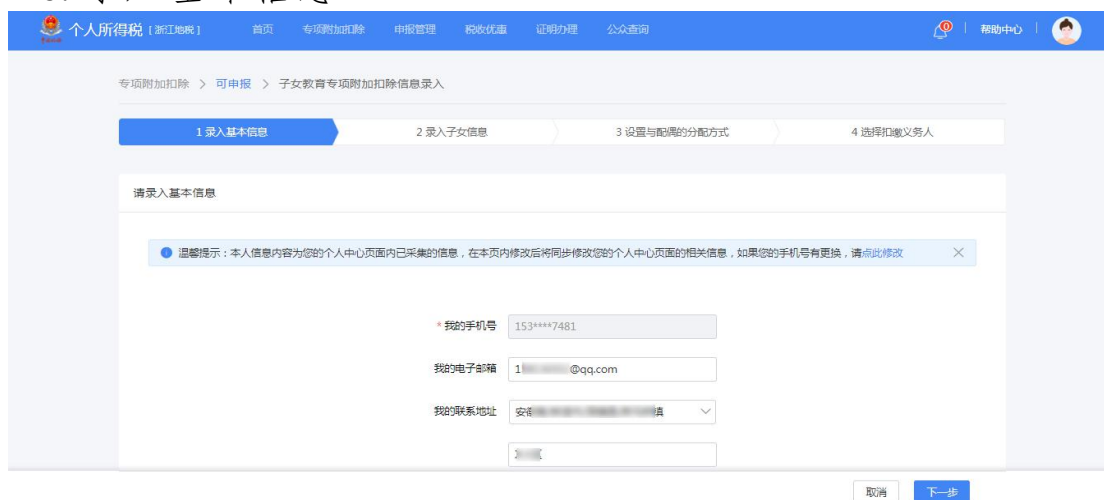 个人所得税 [浙江地税] 首页 专项附加扣除 申报管理 税收优惠 证明办理 公众查询 0 帮助中心
专项附加扣除 > 可申报 > 子女教育专项附加扣除信息录入
1 录入基本信息 2 录入子女信息 3 设置与配偶的分配方式 4 选择扣缴义务人
请录入基本信息
温馨提示：本人信息内容为您的个人中心页面内已采集的信息，在本页内修改后将同步修改您的个人中心页面的相关信息，如果您的手机号有更换，请点此修改
* 我的手机号 153****7481
我的电子邮箱 1 @qq.com
我的联系地址 安 镇
取消 下一步